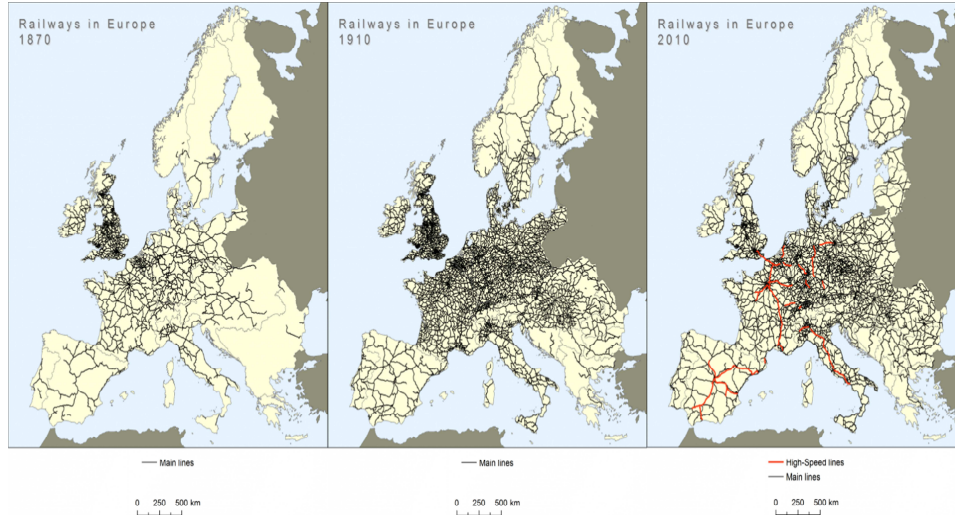 Railways in Europe
1870
Railways in Europe
1910
Railways in Europe
2010
Main lines
Main lines
High-Speed lines
Main lines
0 250 500 km
0 250 500 km
0 250 500 km